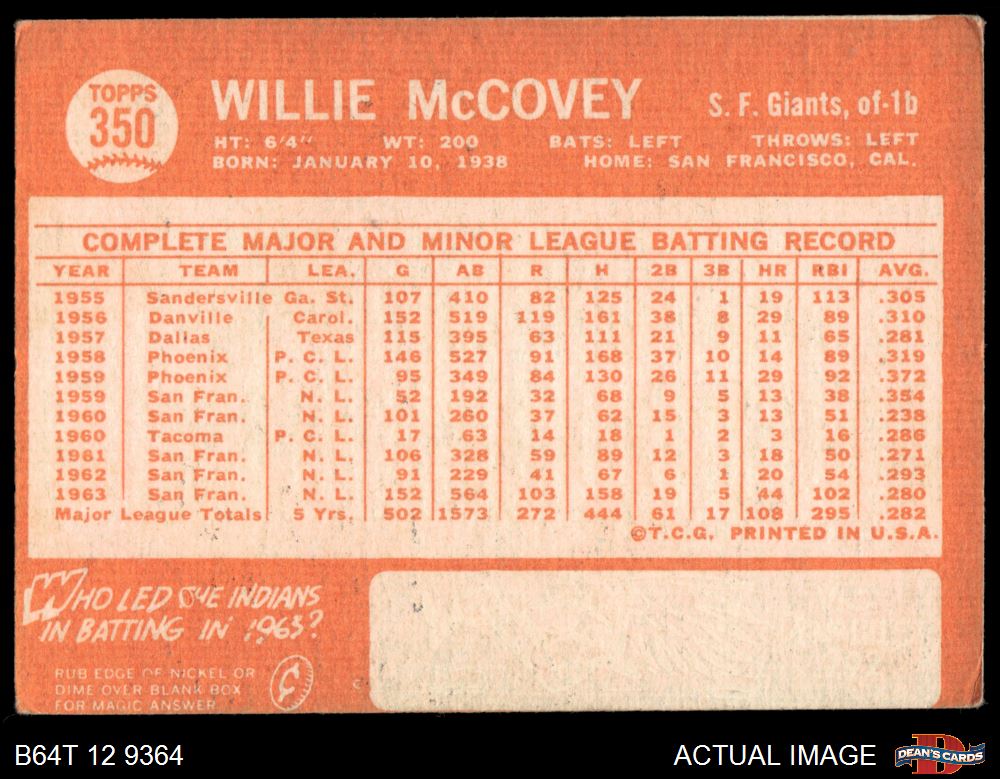 TOPPS
350
WILLIE McCOVEY
S. F. Giants, of-1b
HT: 6'4" WT: 200 BATS: LEFT THROWS: LEFT
BORN: JANUARY 10, 1938 HOME: SAN FRANCISCO, CAL.
COMPLETE MAJOR AND MINOR LEAGUE BATTING RECORD
YEAR TEAM LEA. G AB R H 2B 3B HR RBI AVG.
1955 Sandersville Ga. St. 107 410 82 125 24 1 19 113 .305
1956 Danville Carol. 152 519 119 161 38 8 29 89 .310
1957 Dallas Texas 115 395 63 111 21 9 11 65 .281
1958 Phoenix P. C. L. 146 527 91 168 37 10 14 89 .319
1959 Phoenix P. C. L. 95 349 84 130 26 11 29 92 .372
1959 San Fran. N. L. 52 192 32 68 9 5 13 38 .354
1960 San Fran. N. L. 101 260 37 62 15 3 13 51 .238
1960 Tacoma P. C. L. 17 63 14 18 1 2 3 16 .286
1961 San Fran. N. L. 106 328 59 89 12 3 18 50 .271
1962 San Fran. N. L. 91 229 41 67 6 1 20 54 .293
1963 San Fran. N. L. 152 564 103 158 19 5 44 102 .280
Major League Totals 5 Yrs. 502 1573 272 444 61 17 108 295 .282
©T.C.G. PRINTED IN U.S.A.
WHO LED THE INDIANS
IN BATTING IN 1963?
RUB EDGE OF NICKEL OR
DIME OVER BLANK BOX
FOR MAGIC ANSWER
B64T 12 9364
ACTUAL IMAGE
DEAN'S CARDS